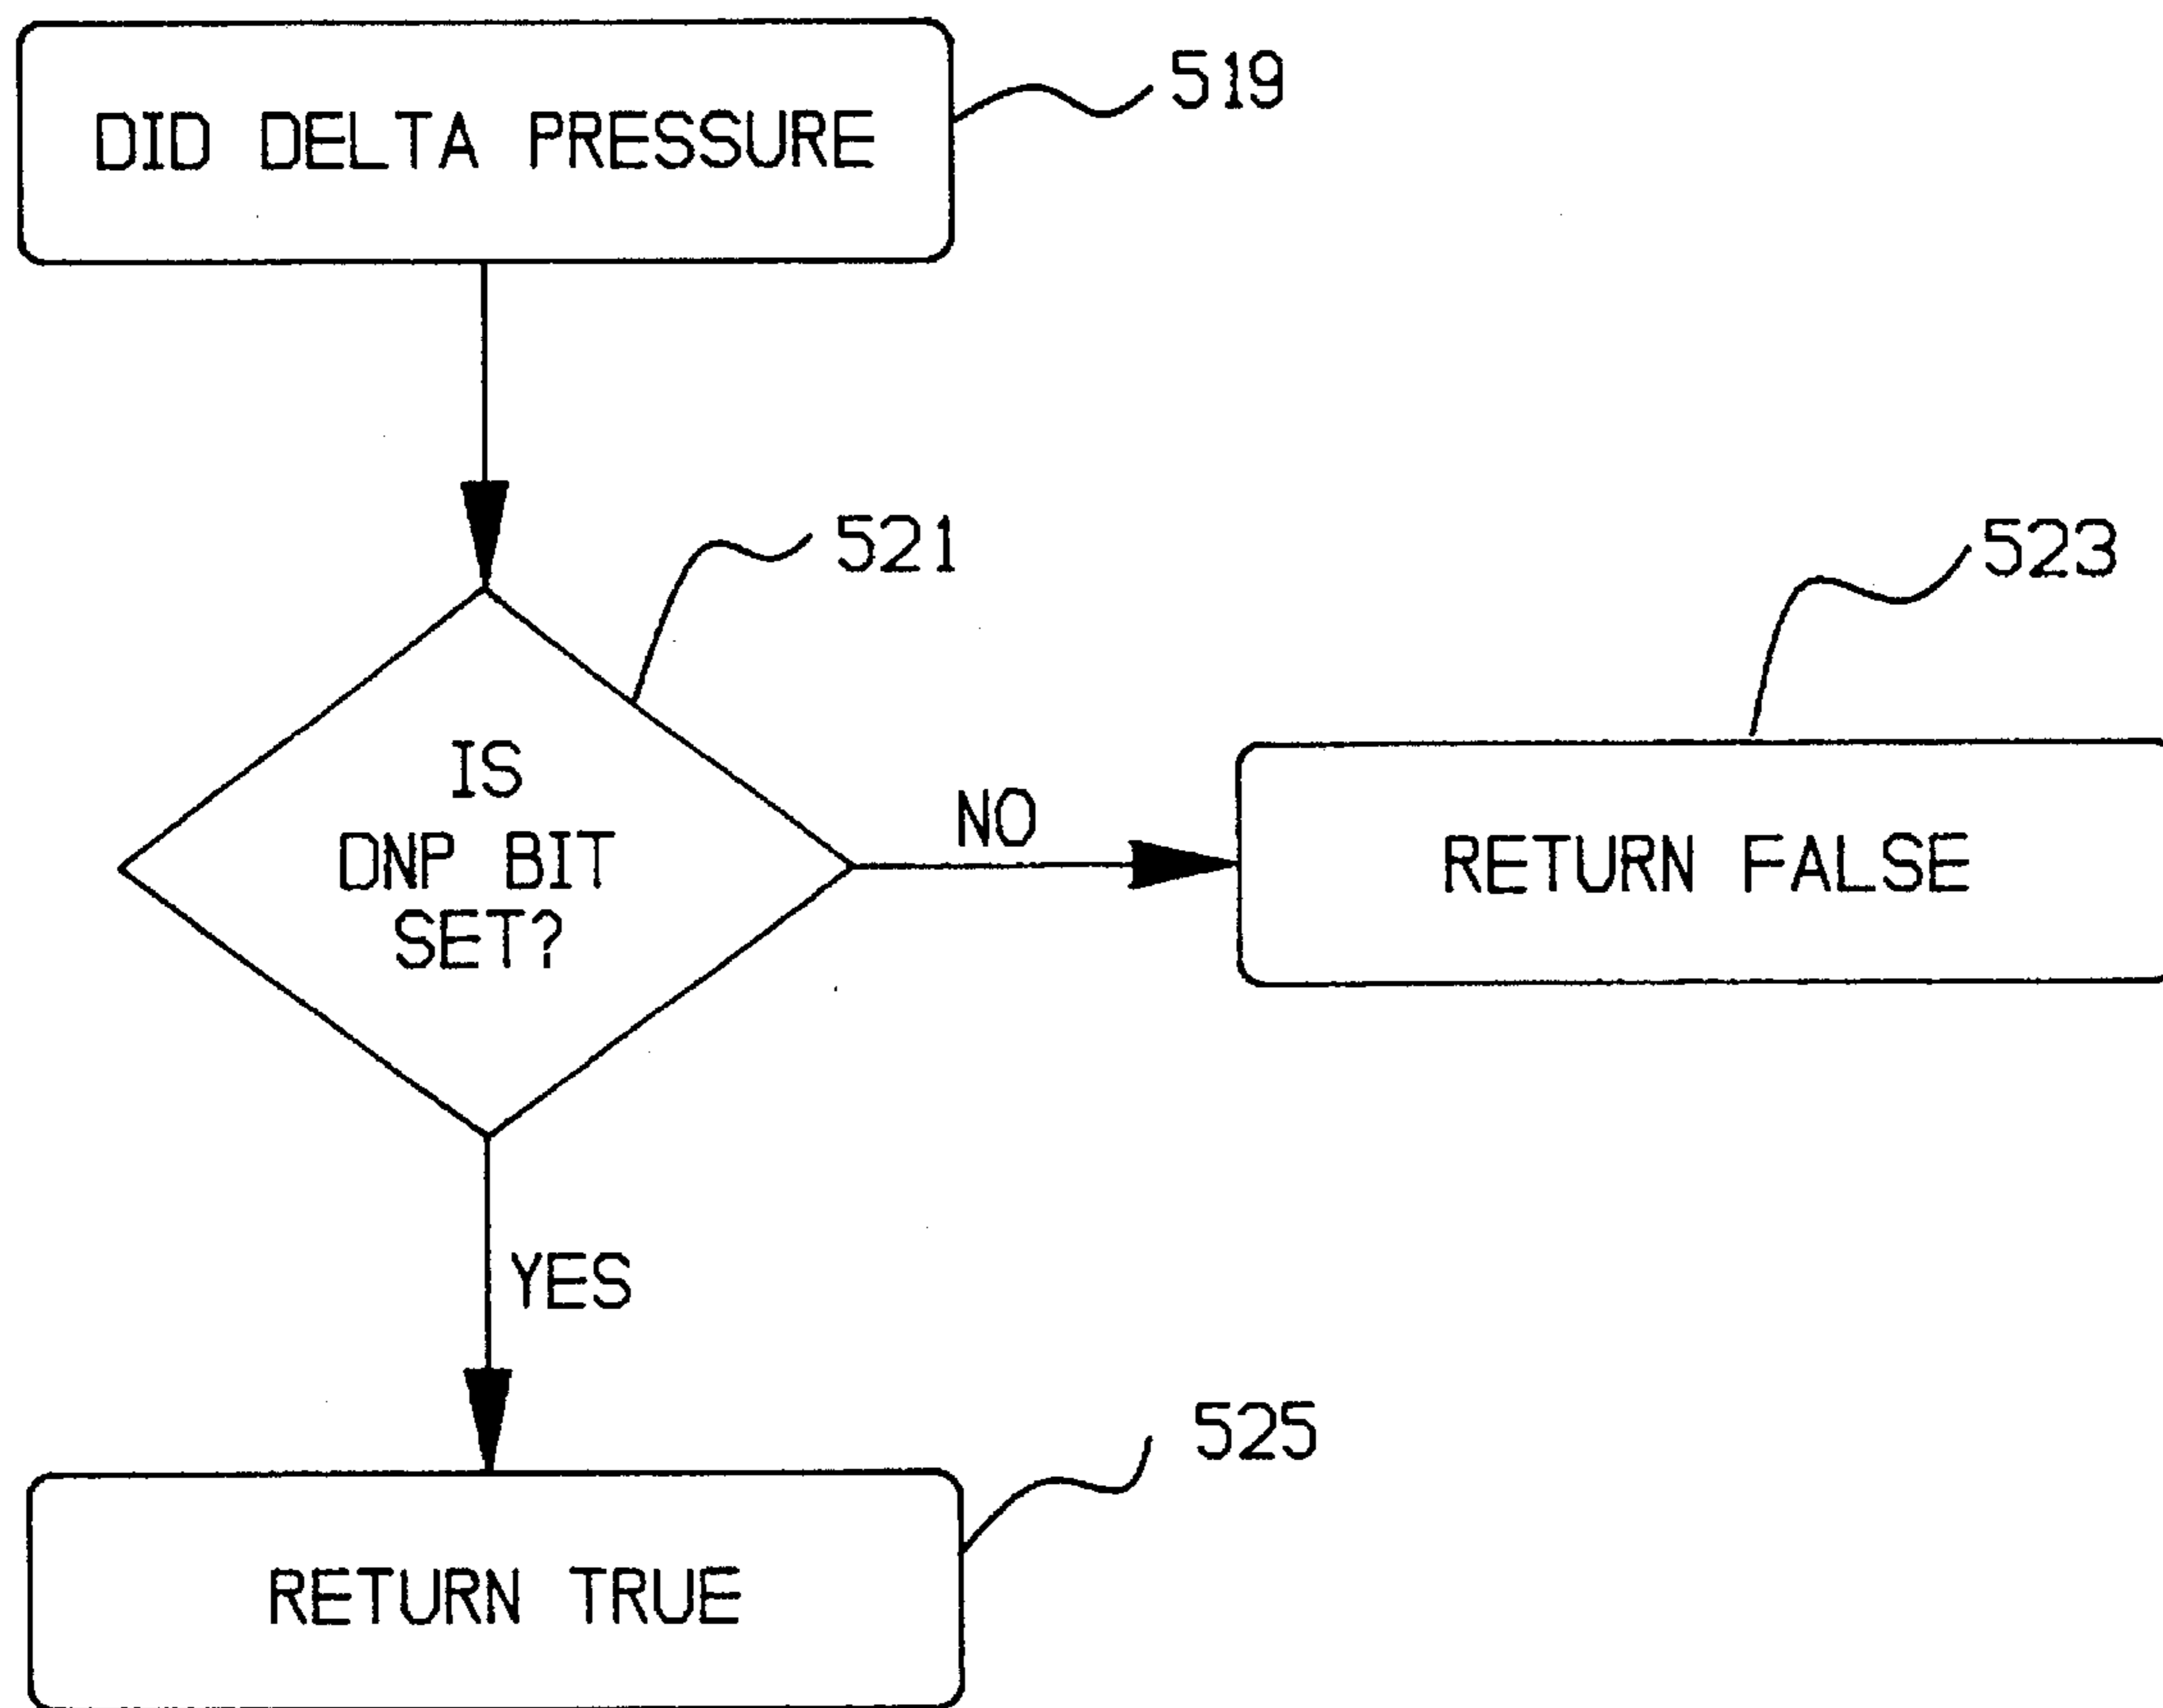 DID DELTA PRESSURE
519
521
523
IS
DNP BIT
SET?
NO
RETURN FALSE
YES
525
RETURN TRUE